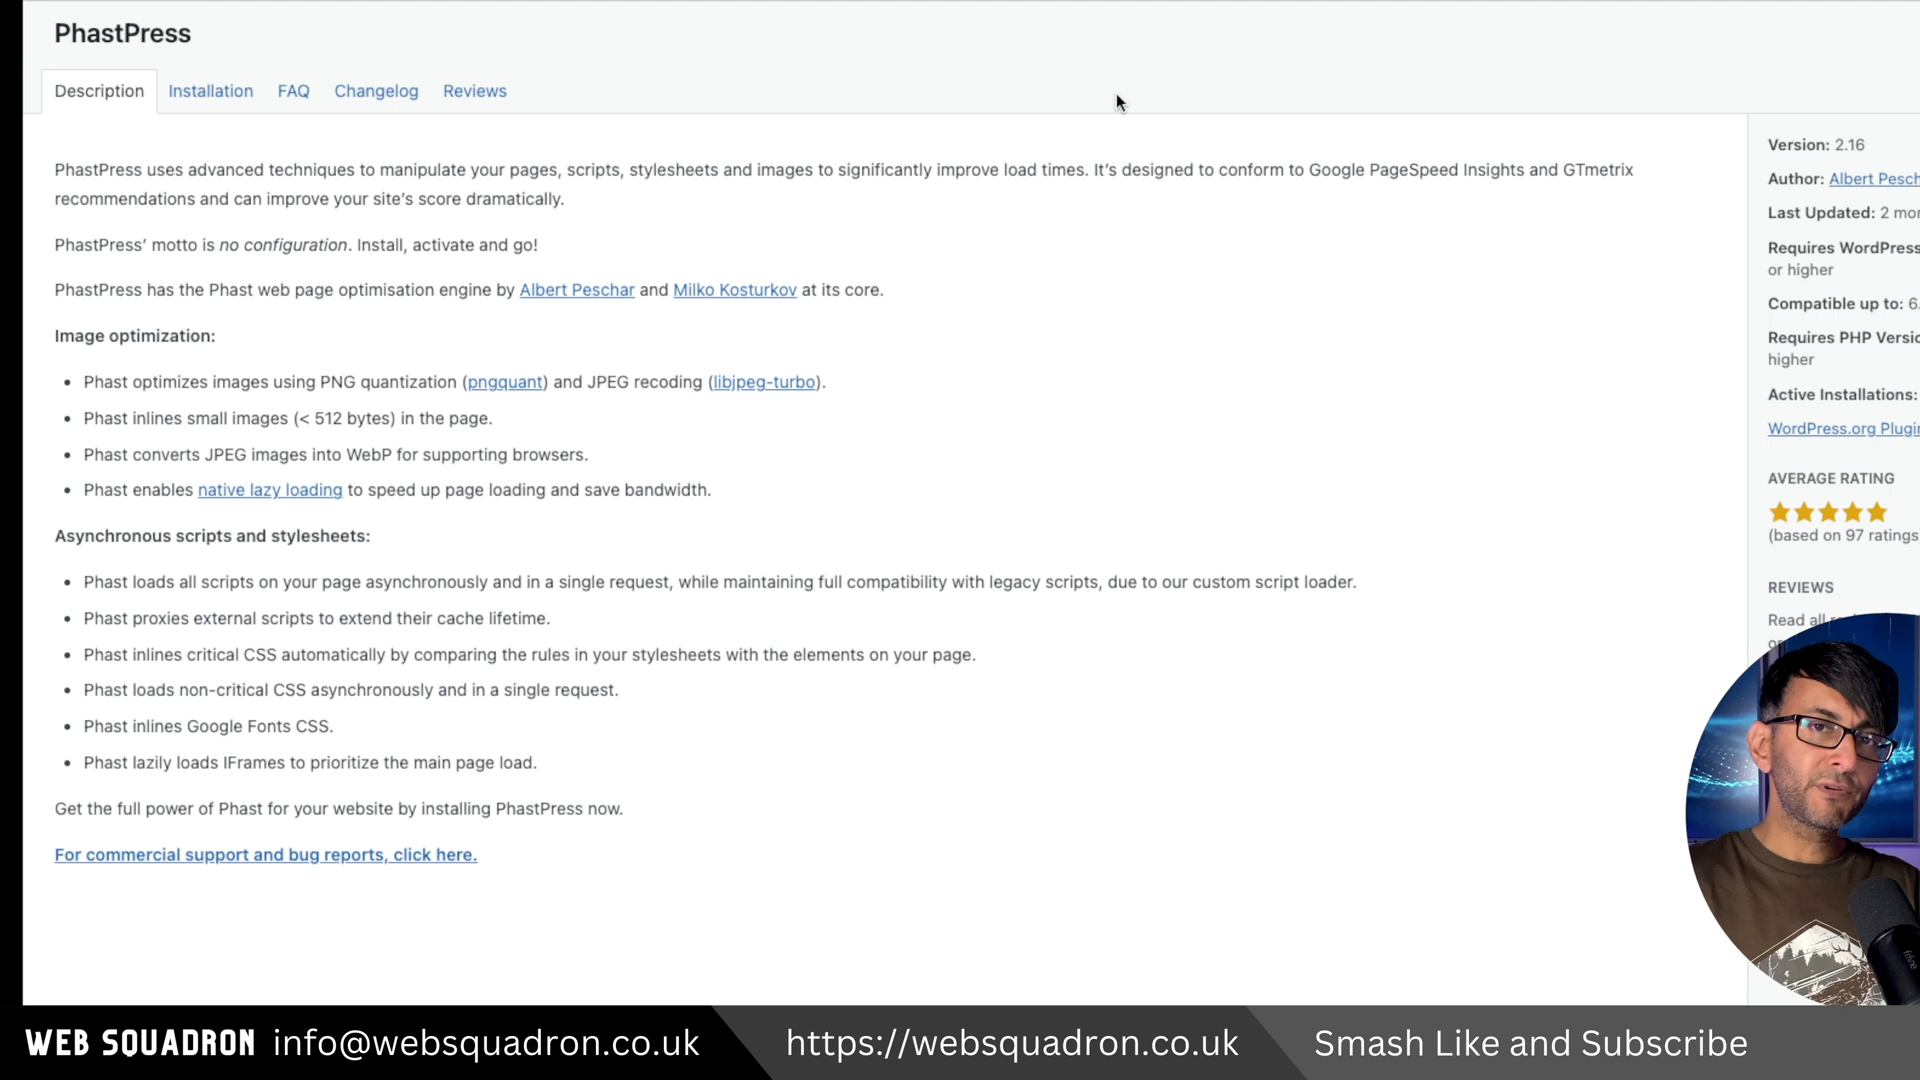 PhastPress
Description Installation FAQ Changelog Reviews
PhastPress uses advanced techniques to manipulate your pages, scripts, stylesheets and images to significantly improve load times. It’s designed to conform to Google PageSpeed Insights and GTmetrix
recommendations and can improve your site’s score dramatically.
PhastPress’ motto is no configuration. Install, activate and go!
PhastPress has the Phast web page optimisation engine by Albert Peschar and Milko Kosturkov at its core.
Image optimization:
• Phast optimizes images using PNG quantization (pngquant) and JPEG recoding (libjpeg-turbo).
• Phast inlines small images (< 512 bytes) in the page.
• Phast converts JPEG images into WebP for supporting browsers.
• Phast enables native lazy loading to speed up page loading and save bandwidth.
Asynchronous scripts and stylesheets:
• Phast loads all scripts on your page asynchronously and in a single request, while maintaining full compatibility with legacy scripts, due to our custom script loader.
• Phast proxies external scripts to extend their cache lifetime.
• Phast inlines critical CSS automatically by comparing the rules in your stylesheets with the elements on your page.
• Phast loads non-critical CSS asynchronously and in a single request.
• Phast inlines Google Fonts CSS.
• Phast lazily loads IFrames to prioritize the main page load.
Get the full power of Phast for your website by installing PhastPress now.
For commercial support and bug reports, click here.
Version: 2.16
Author: Albert Pesch
Last Updated: 2
Requires WordPress
or higher
Compatible up to: 6.
Requires PHP
higher
Active Installations:
WordPress.org
AVERAGE RATING
(based on 97 ratings
REVIEWS
Read all
WEB SQUADRON info@websquadron.co.uk https://websquadron.co.uk Smash Like and Subscribe